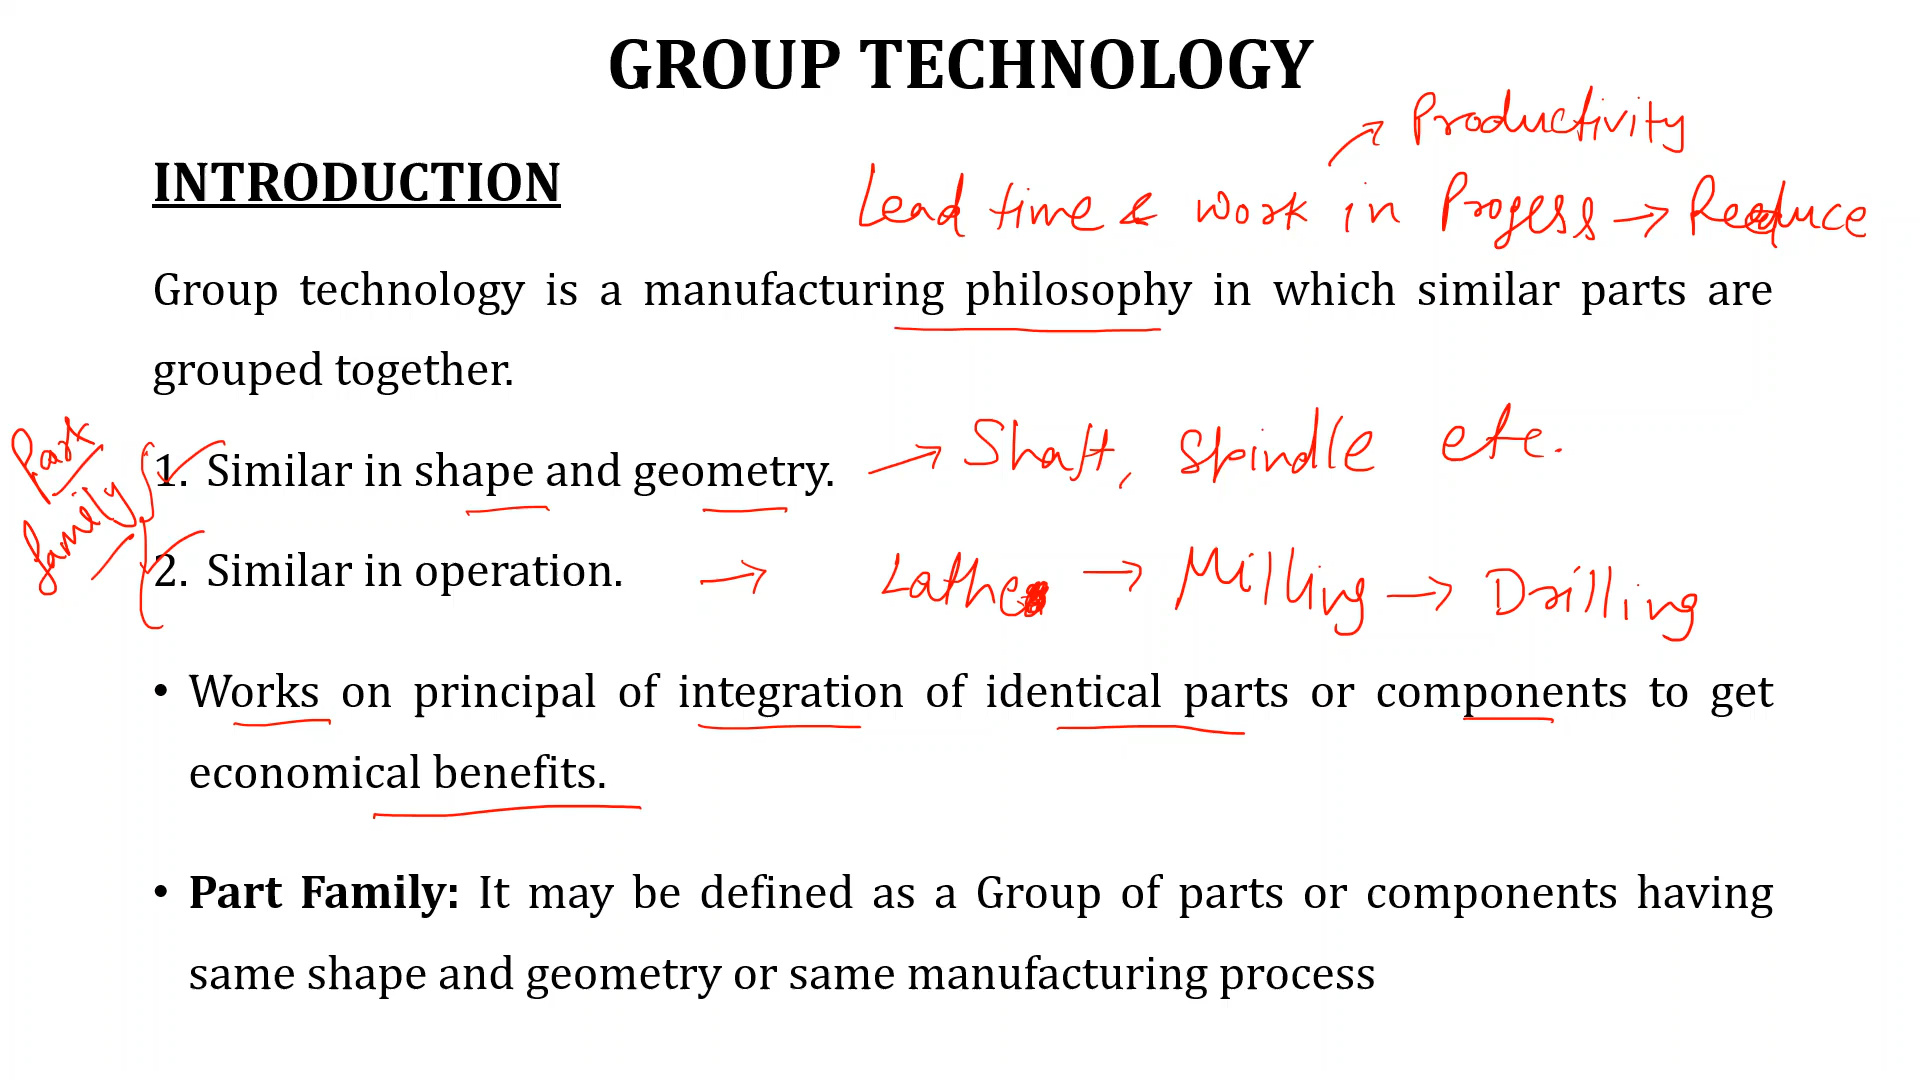 GROUP TECHNOLOGY
Productivity
INTRODUCTION
Lead time & work in Progess → Reduce
Group technology is a manufacturing philosophy in which similar parts are
grouped together.
Part
family
1. Similar in shape and geometry. → Shaft, Spindle etc.
2. Similar in operation. → Lathe → Milling → Drilling
• Works on principal of integration of identical parts or components to get
economical benefits.
• Part Family: It may be defined as a Group of parts or components having
same shape and geometry or same manufacturing process